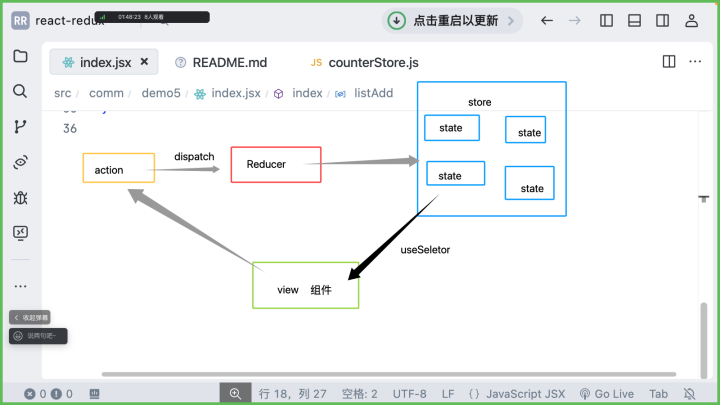 RR react-redux
01:48:23 8人观看
点击重启以更新
index.jsx
README.md
JS counterStore.js
src / comm / demo5 / index.jsx / index / listAdd
36
store
state
state
state
state
action
dispatch
Reducer
useSeletor
view 组件
收起弹幕
说两句吧~
0 0
行 18，列 27
空格: 2
UTF-8
LF
{} JavaScript JSX
Go Live
Tab